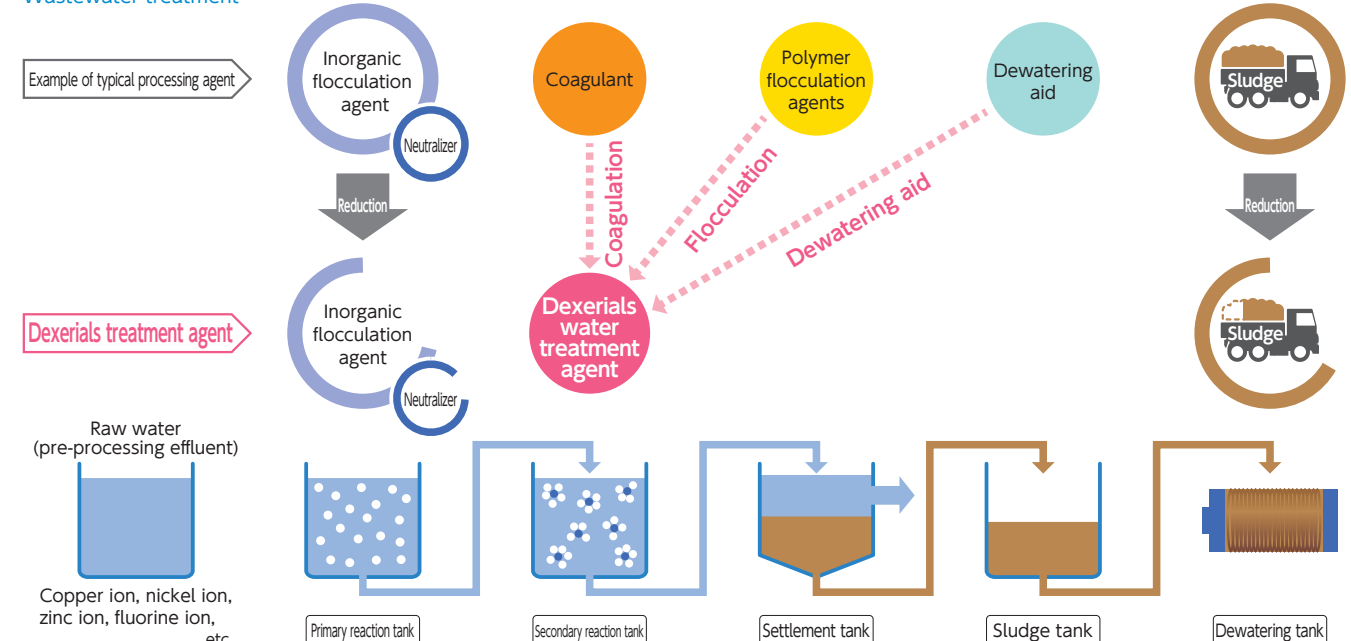 Wastewater treatment
Example of typical processing agent
Inorganic
flocculation
agent
Neutralizer
Coagulant
Polymer
flocculation
agents
Dewatering
aid
Sludge
Reduction
Coagulation
Flocculation
Dewatering aid
Reduction
Dexerials treatment agent
Inorganic
flocculation
agent
Neutralizer
Dexerials
water
treatment
agent
Sludge
Raw water
(pre-processing effluent)
Copper ion, nickel ion,
zinc ion, fluorine ion,
etc.
Primary reaction tank
Secondary reaction tank
Settlement tank
Sludge tank
Dewatering tank